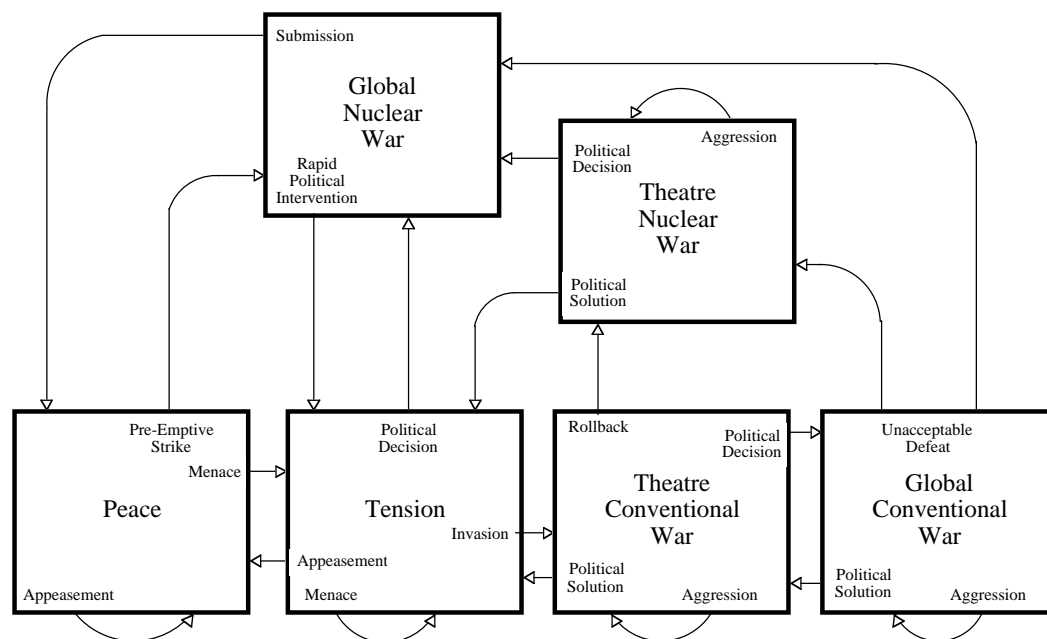 Submission
Global
Nuclear
War
Rapid
Political
Intervention
Aggression
Political
Decision
Theatre
Nuclear
War
Political
Solution
Pre-Emptive
Strike
Menace
Peace
Appeasement
Political
Decision
Tension
Invasion
Appeasement
Menace
Rollback
Political
Decision
Theatre
Conventional
War
Political
Solution
Aggression
Unacceptable
Defeat
Global
Conventional
War
Political
Solution
Aggression